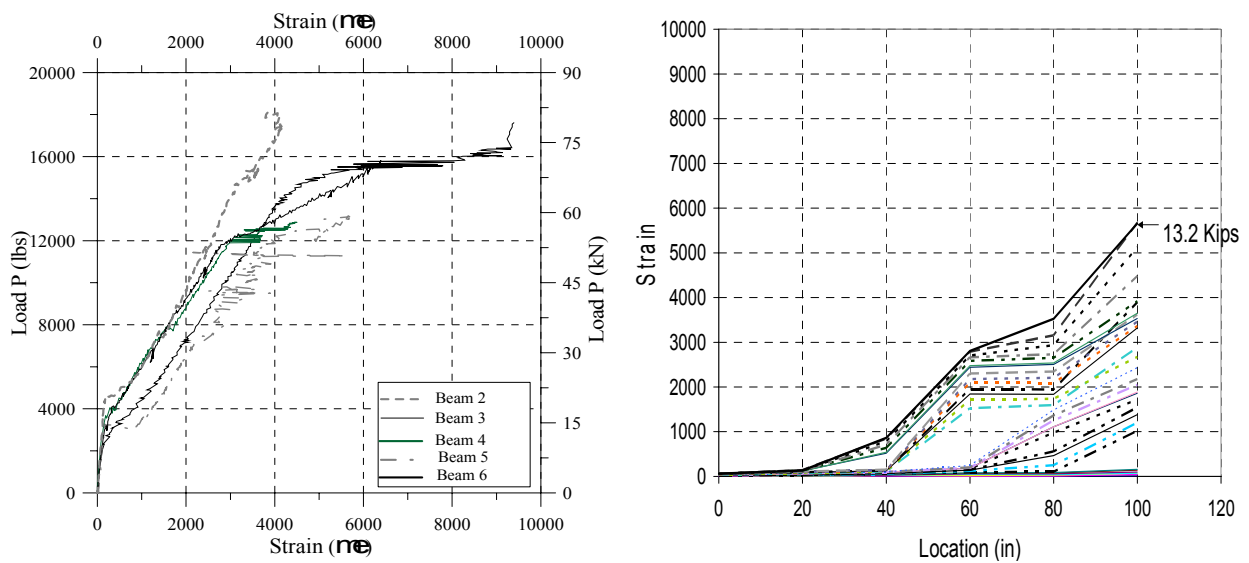 Strain (me)
0 2000 4000 6000 8000 10000
20000 90
16000 75
12000 60
8000 45
4000 30
0 15
0
Load P (lbs)
Load P (kN)
Beam 2
Beam 3
Beam 4
Beam 5
Beam 6
0 2000 4000 6000 8000 10000
Strain (me)
10000
9000
8000
7000
6000
5000
4000
3000
2000
1000
0
Strain
13.2 Kips
0 20 40 60 80 100 120
Location (in)